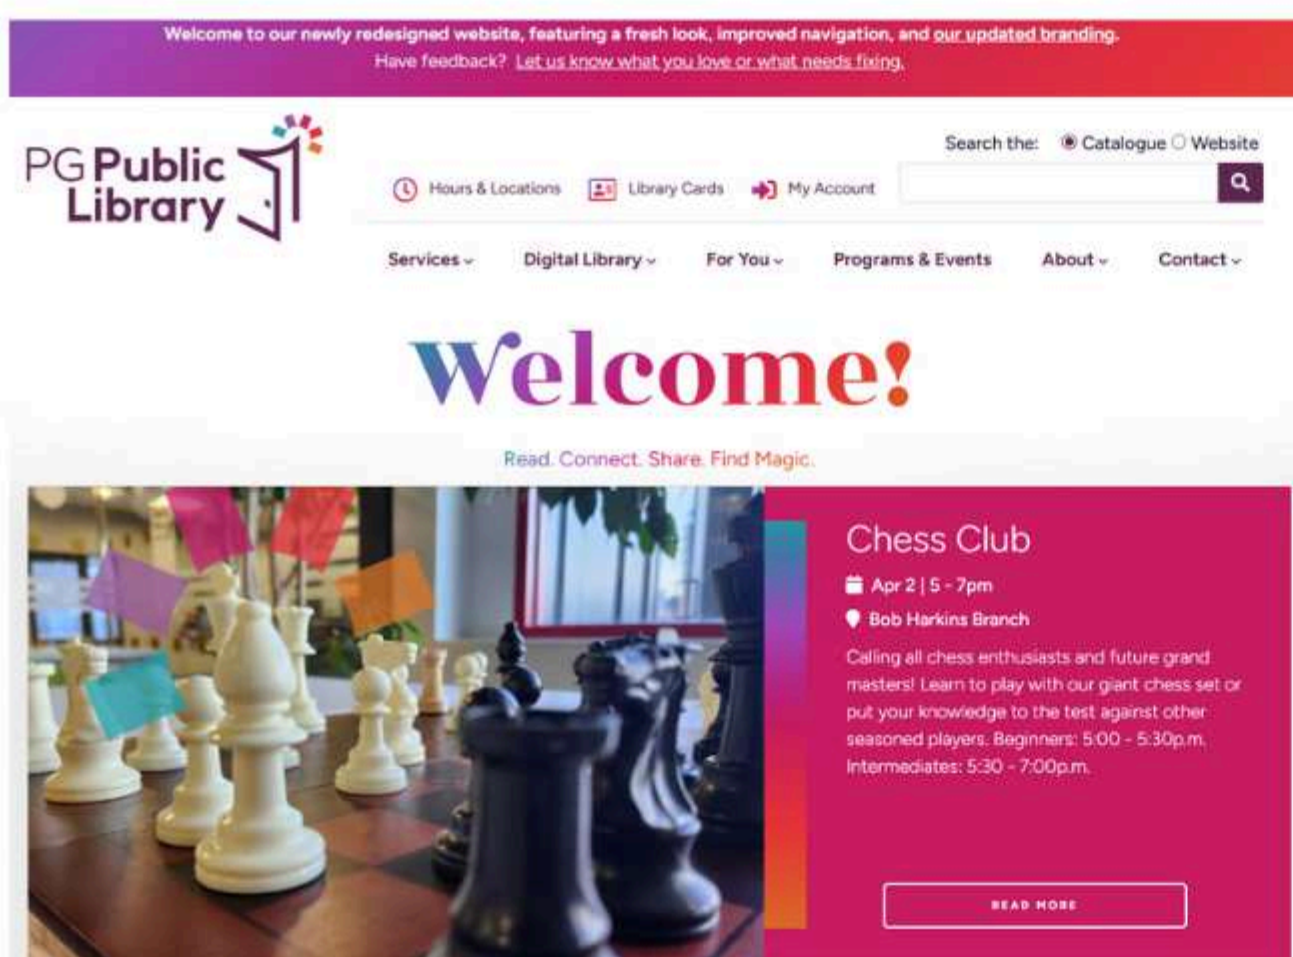 Welcome to our newly redesigned website, featuring a fresh look, improved navigation, and our updated branding.
Have feedback? Let us know what you love or what needs fixing.
PG Public
Library
Search the: Catalogue Website
Hours & Locations Library Cards My Account
Services Digital Library For You Programs & Events About Contact
Welcome!
Read. Connect. Share. Find Magic.
Chess Club
Apr 2 | 5 - 7pm
Bob Harkins Branch
Calling all chess enthusiasts and future grand
masters! Learn to play with our giant chess set or
put your knowledge to the test against other
seasoned players. Beginners: 5:00 - 5:30p.m.
Intermediates: 5:30 - 7:00p.m.
READ MORE